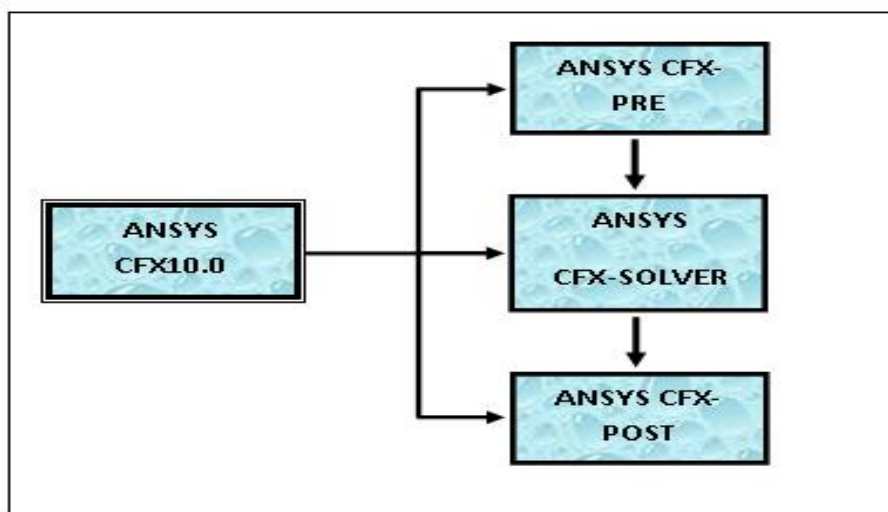 ANSYS CFX-
PRE
ANSYS
CFX10.0
ANSYS
CFX-SOLVER
ANSYS CFX-
POST